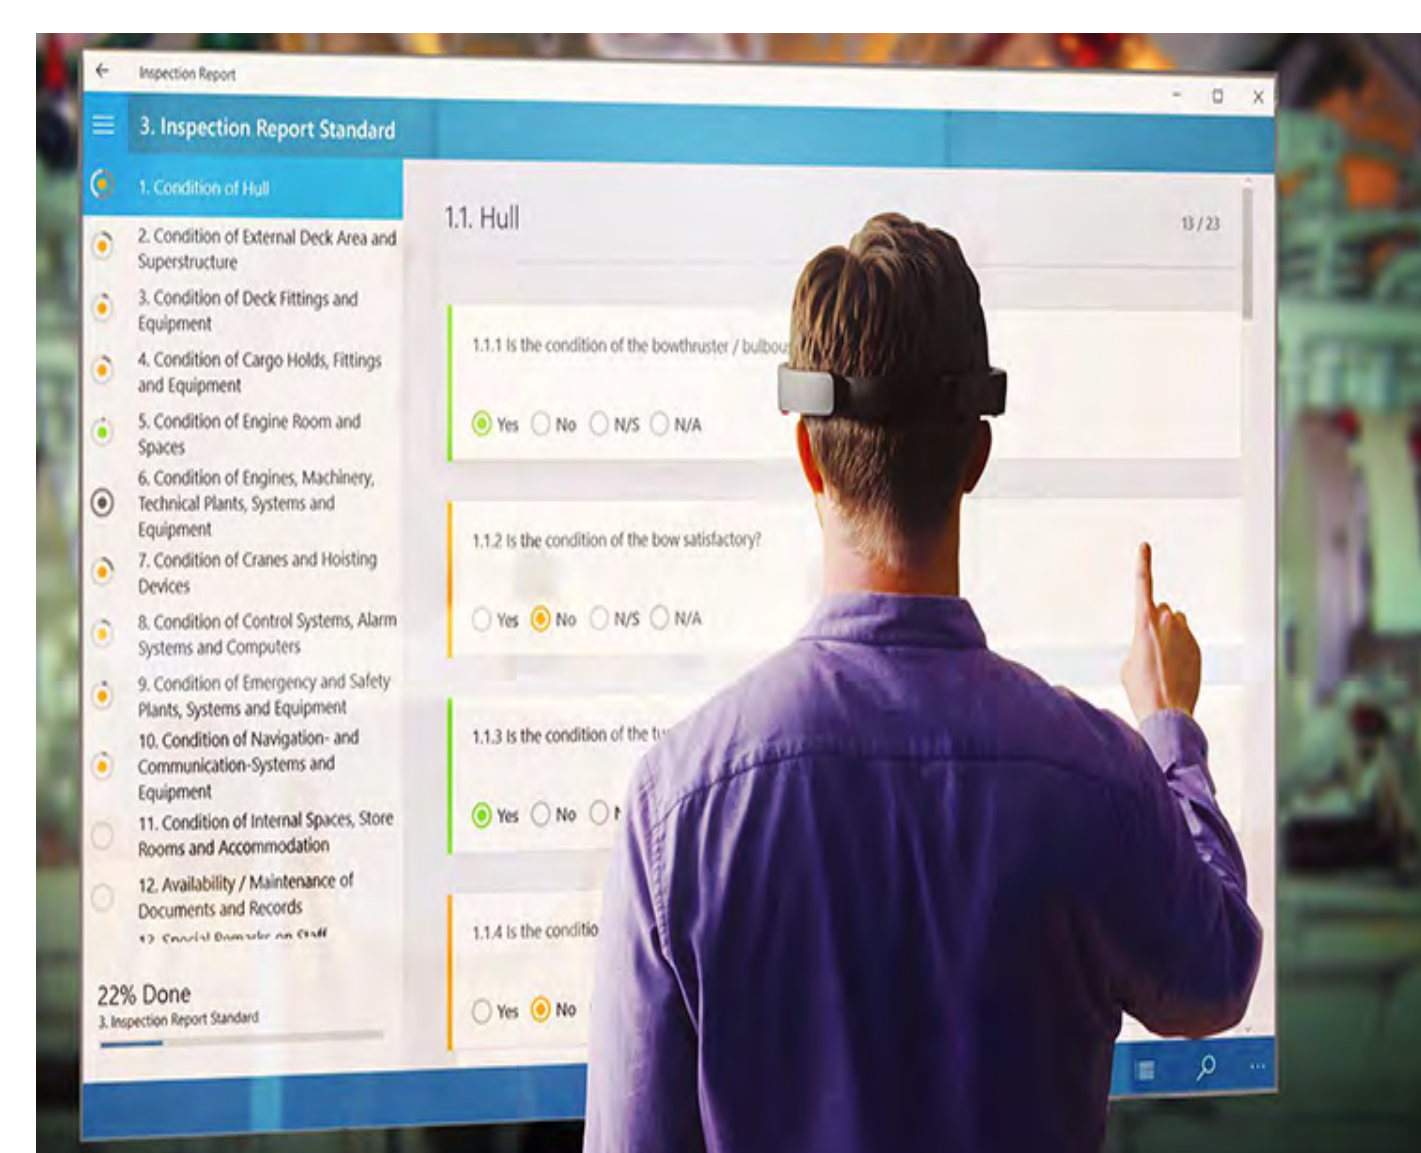 Inspection Report
3. Inspection Report Standard
1. Condition of Hull
2. Condition of External Deck Area and
Superstructure
3. Condition of Deck Fittings and
Equipment
4. Condition of Cargo Holds, Fittings
and Equipment
5. Condition of Engine Room and
Spaces
6. Condition of Engines, Machinery,
Technical Plants, Systems and
Equipment
7. Condition of Cranes and Hoisting
Devices
8. Condition of Control Systems, Alarm
Systems and Computers
9. Condition of Emergency and Safety
Plants, Systems and Equipment
10. Condition of Navigation- and
Communication-Systems and
Equipment
11. Condition of Internal Spaces, Store
Rooms and Accommodation
12. Availability / Maintenance of
Documents and Records
22% Done
3. Inspection Report Standard
1.1. Hull
13 / 23
1.1.1 Is the condition of the bowthruster /
Yes No N/S N/A
1.1.2 Is the condition of the bow satisfactory?
Yes No N/S N/A
1.1.3 Is the condition of the
Yes No
1.1.4 Is the
Yes No